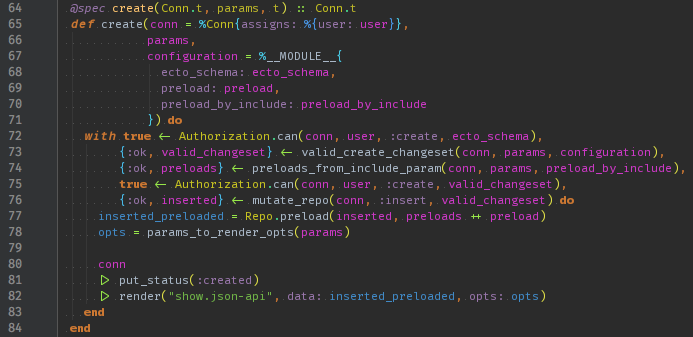 64 @spec create(Conn.t, params, t) :: Conn.t
65 def create(conn = %Conn{assigns: %{user: user}},
66 params,
67 configuration = %__MODULE__{
68 ecto_schema: ecto_schema,
69 preload: preload,
70 preload_by_include: preload_by_include
71 }) do
72 with true <- Authorization.can(conn, user, :create, ecto_schema),
73 {:ok, valid_changeset} <- valid_create_changeset(conn, params, configuration),
74 {:ok, preloads} <- preloads_from_include_param(conn, params, preload_by_include),
75 true <- Authorization.can(conn, user, :create, valid_changeset),
76 {:ok, inserted} <- mutate_repo(conn, :insert, valid_changeset) do
77 inserted_preloaded = Repo.preload(inserted, preloads ++ preload)
78 opts = params_to_render_opts(params)
79
80 conn
81 |> put_status(:created)
82 |> render("show.json-api", data: inserted_preloaded, opts: opts)
83 end
84 end